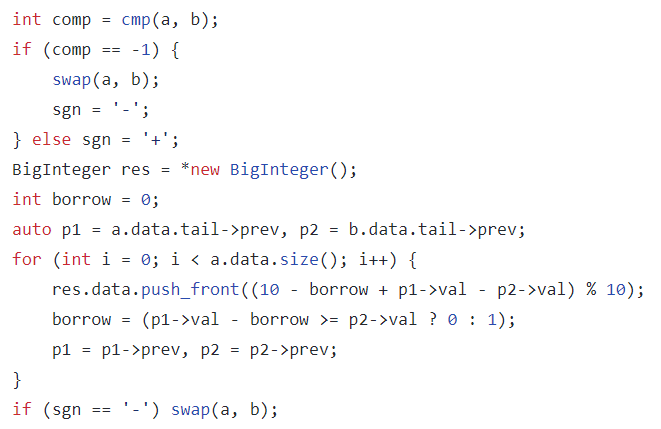 int comp = cmp(a, b);
if (comp == -1) {
    swap(a, b);
    sgn = '-';
} else sgn = '+';
BigInteger res = *new BigInteger();
int borrow = 0;
auto p1 = a.data.tail->prev, p2 = b.data.tail->prev;
for (int i = 0; i < a.data.size(); i++) {
    res.data.push_front((10 - borrow + p1->val - p2->val) % 10);
    borrow = (p1->val - borrow >= p2->val ? 0 : 1);
    p1 = p1->prev, p2 = p2->prev;
}
if (sgn == '-') swap(a, b);